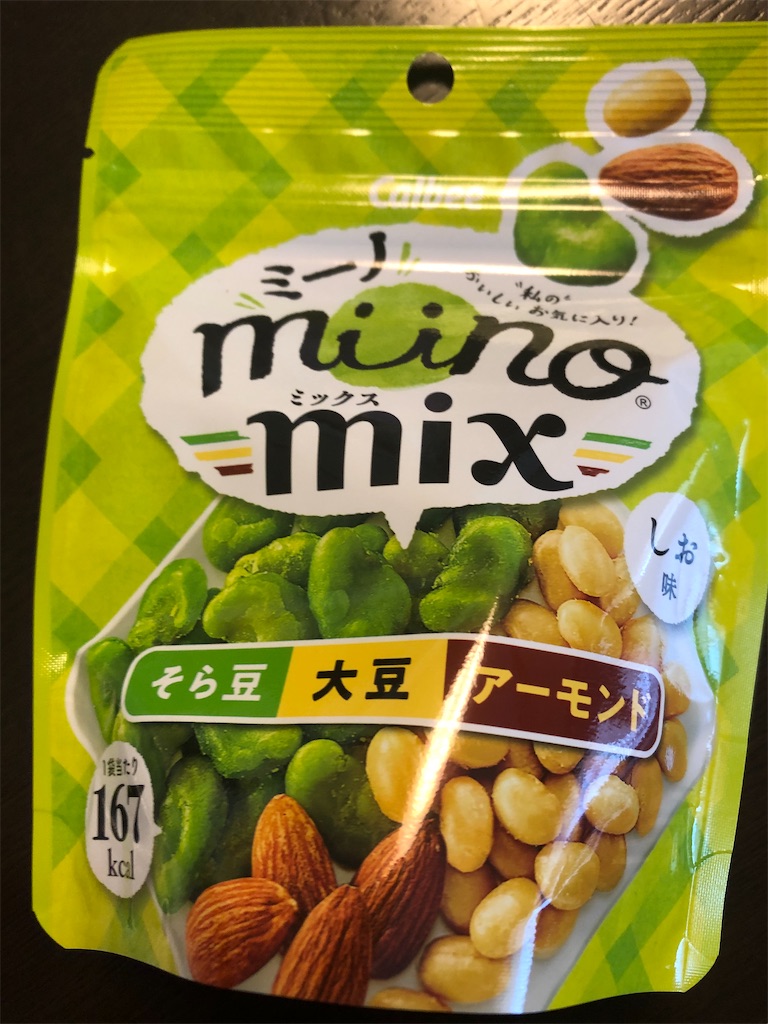 Calbee
ミーノ
"私の"
おいしいお気に入り!
miino®
ミックス
mix
しお
味
そら豆 大豆 アーモンド
1袋当たり
167
kcal